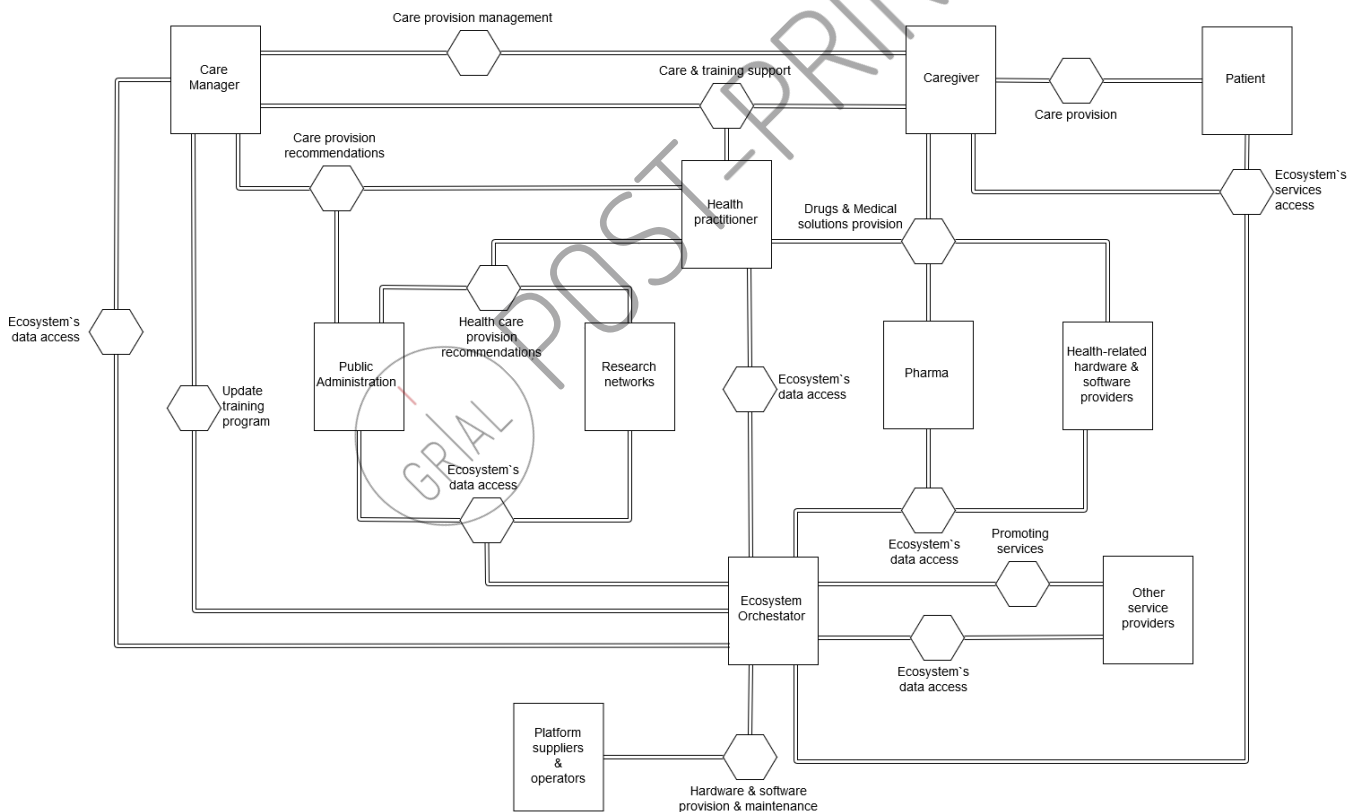 Care provision management
Care
Manager
Care & training support
Caregiver
Patient
Care provision
Care provision
recommendations
Ecosystem`s
services
access
Health
practitioner
Drugs & Medical
solutions provision
Ecosystem`s
data access
Health care
provision
recommendations
Public
Administration
Research
networks
Ecosystem`s
data access
Pharma
Health-related
hardware &
software
providers
Update
training
program
Ecosystem`s
data access
Ecosystem`s
data access
Promoting
services
Ecosystem
Orchestrator
Other
service
providers
Ecosystem`s
data access
Platform
suppliers
&
operators
Hardware & software
provision & maintenance
POST-PRIN
GRIAL